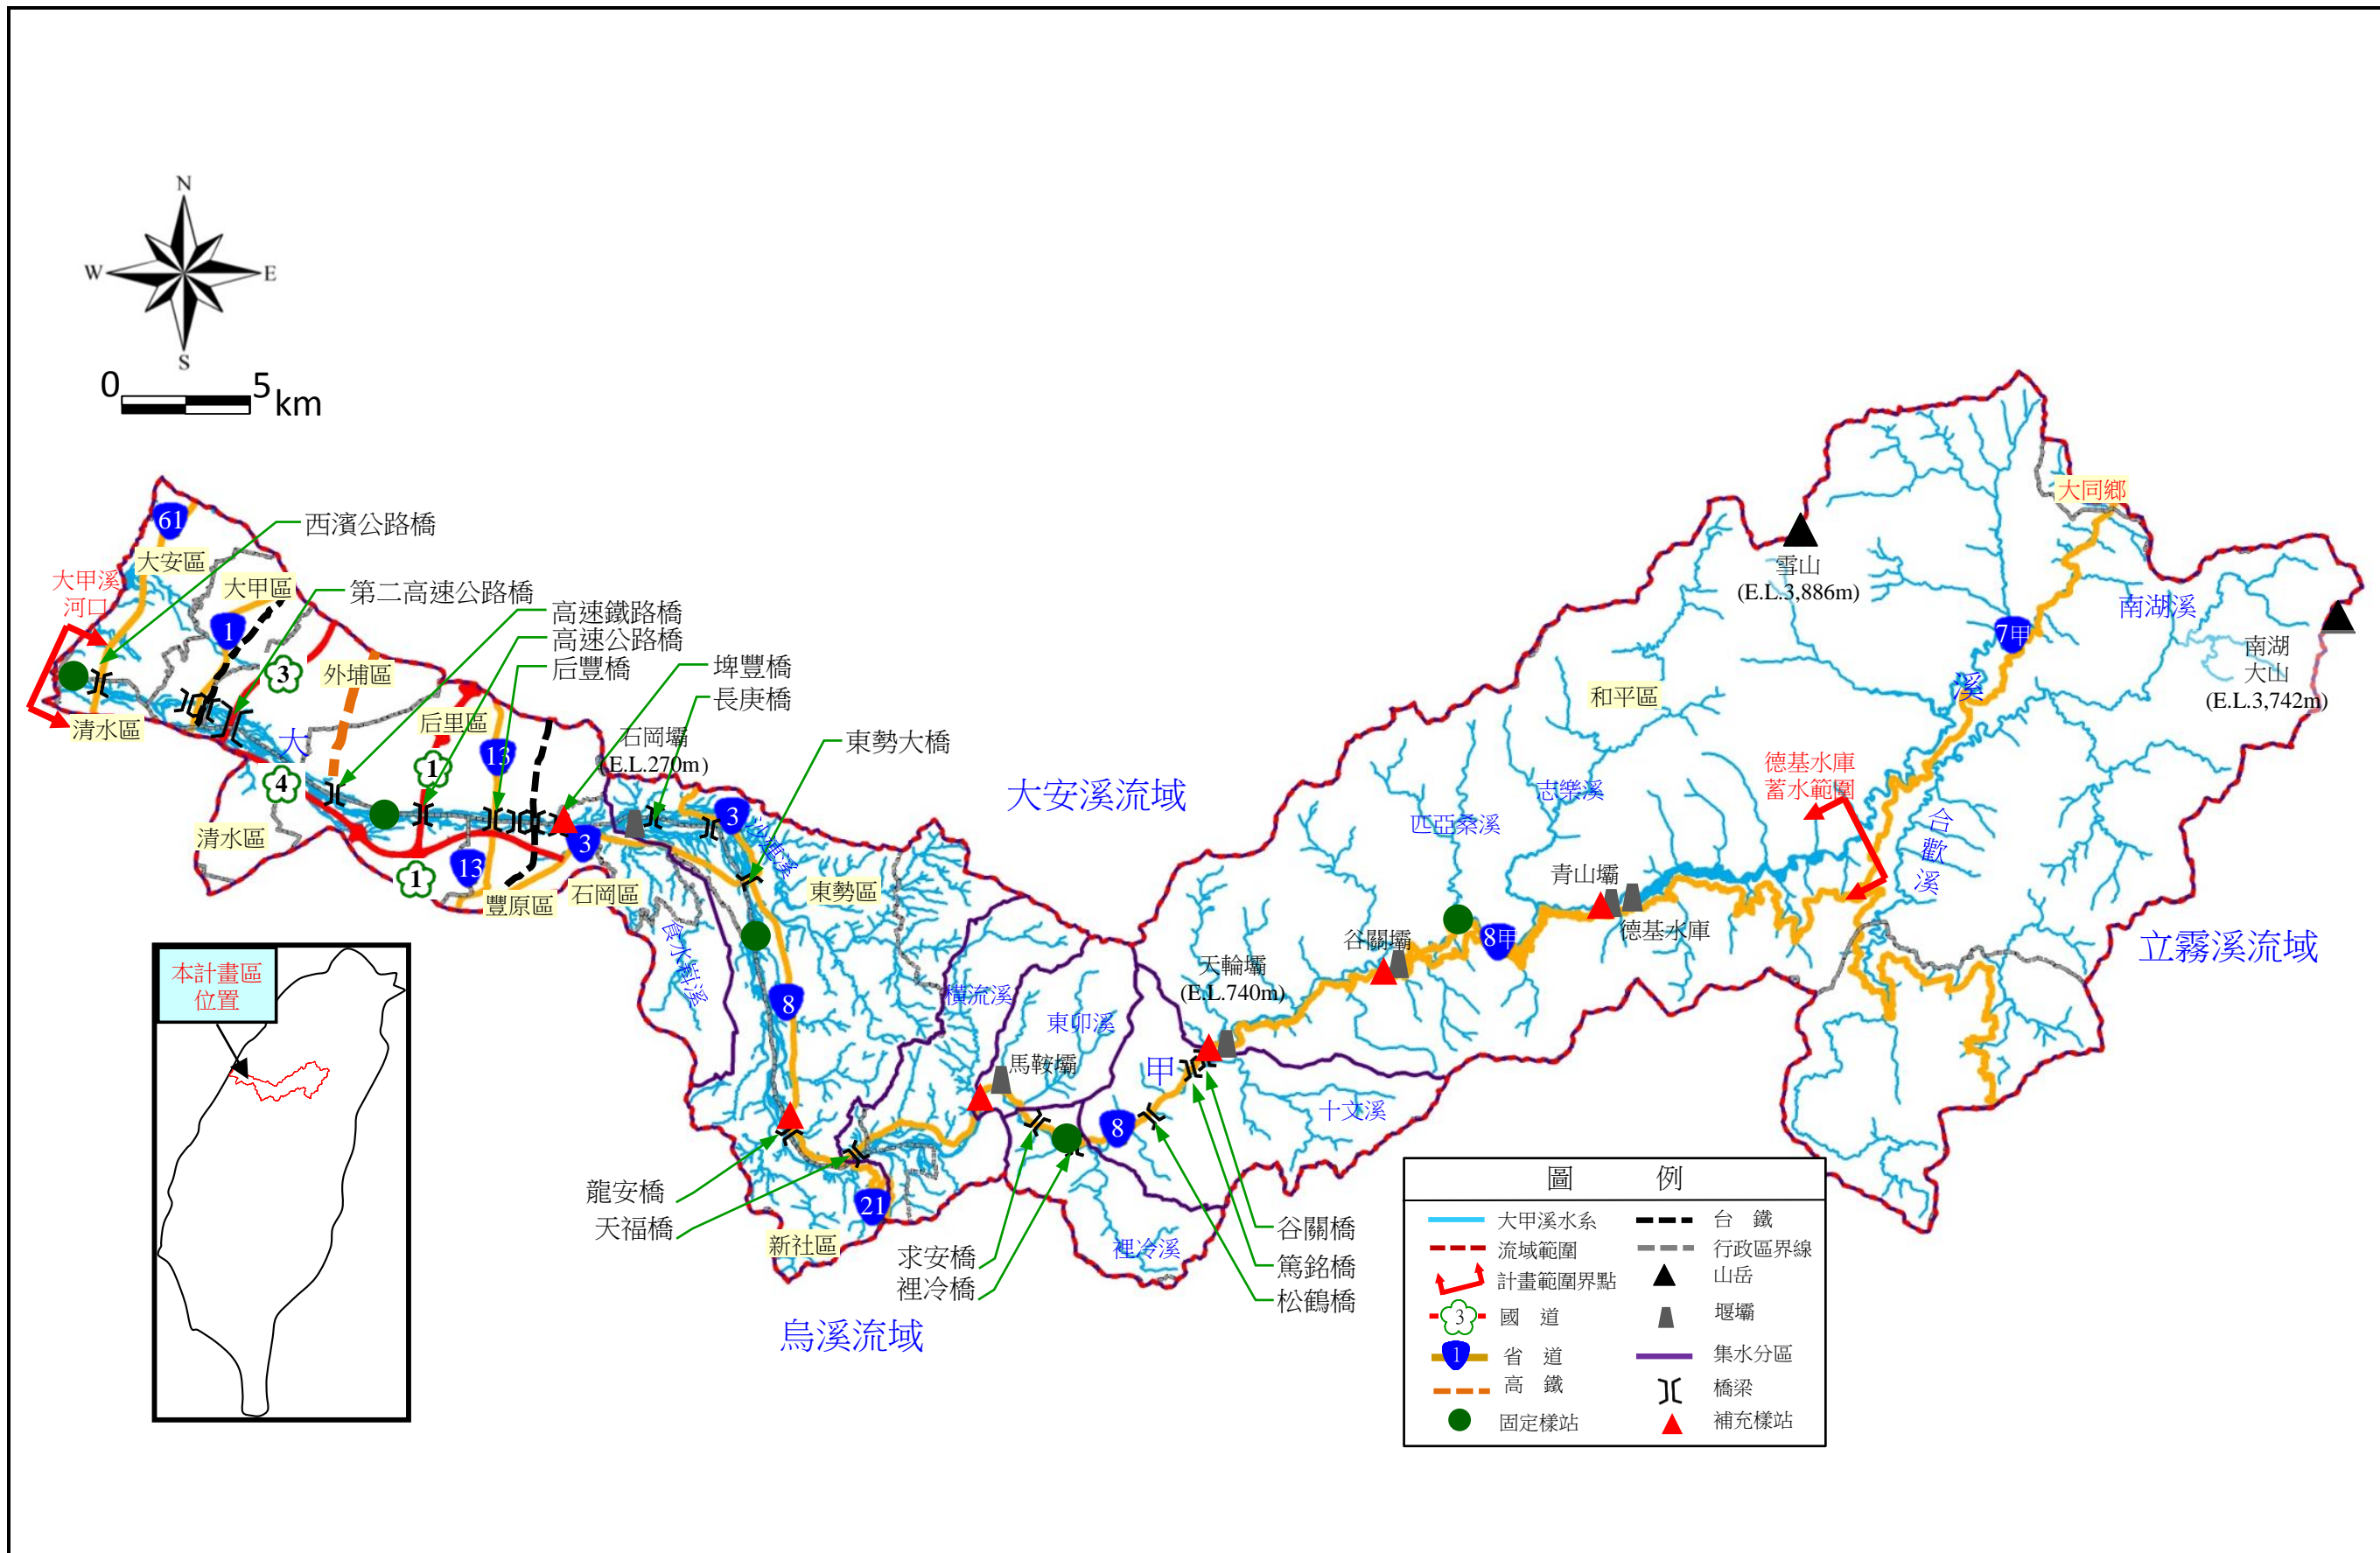 N
W
E
S
0
5
km
61
大安區
大甲溪
河口
大甲區
1
清水區
西濱公路橋
第二高速公路橋
3
外埔區
高速鐵路橋
高速公路橋
后豐橋
埤豐橋
長庚橋
后里區
13
1
大
4
清水區
1
13
豐原區
石岡壩
(E.L.270m)
3
3
沙連溪
石岡區
東勢大橋
東勢區
食水嵙溪
8
大安溪流域
橫流溪
東卯溪
馬鞍壩
龍安橋
天福橋
21
新社區
求安橋
裡冷橋
烏溪流域
裡冷溪
8
甲
天輪壩
(E.L.740m)
十文溪
谷關橋
篤銘橋
松鶴橋
谷關壩
8甲
匹亞桑溪
志樂溪
青山壩
德基水庫
和平區
雪山
(E.L.3,886m)
大同鄉
7甲
溪
南湖溪
南湖
大山
(E.L.3,742m)
德基水庫
蓄水範圍
合歡溪
立霧溪流域
本計畫區
位置
圖 例
大甲溪水系
台 鐵
流域範圍
行政區界線
計畫範圍界點
山岳
3
國 道
堰壩
1
省 道
集水分區
高 鐵
橋梁
固定樣站
補充樣站